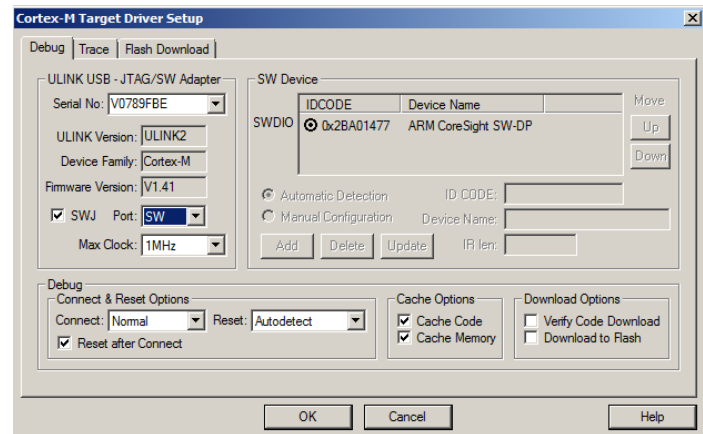 Cortex-M Target Driver Setup
Debug Trace Flash Download
ULINK USB - JTAG/SW Adapter
Serial No: V0789FBE
ULINK Version: ULINK2
Device Family: Cortex-M
Firmware Version: V1.41
SWJ Port: SW
Max Clock: 1MHz
SW Device
IDCODE Device Name Move
SWDIO 0x2BA01477 ARM CoreSight SW-DP Up
Down
Automatic Detection ID CODE:
Manual Configuration Device Name:
Add Delete Update IR len:
Debug
Connect & Reset Options
Connect: Normal Reset: Autodetect
Reset after Connect
Cache Options
Cache Code
Cache Memory
Download Options
Verify Code Download
Download to Flash
OK Cancel Help